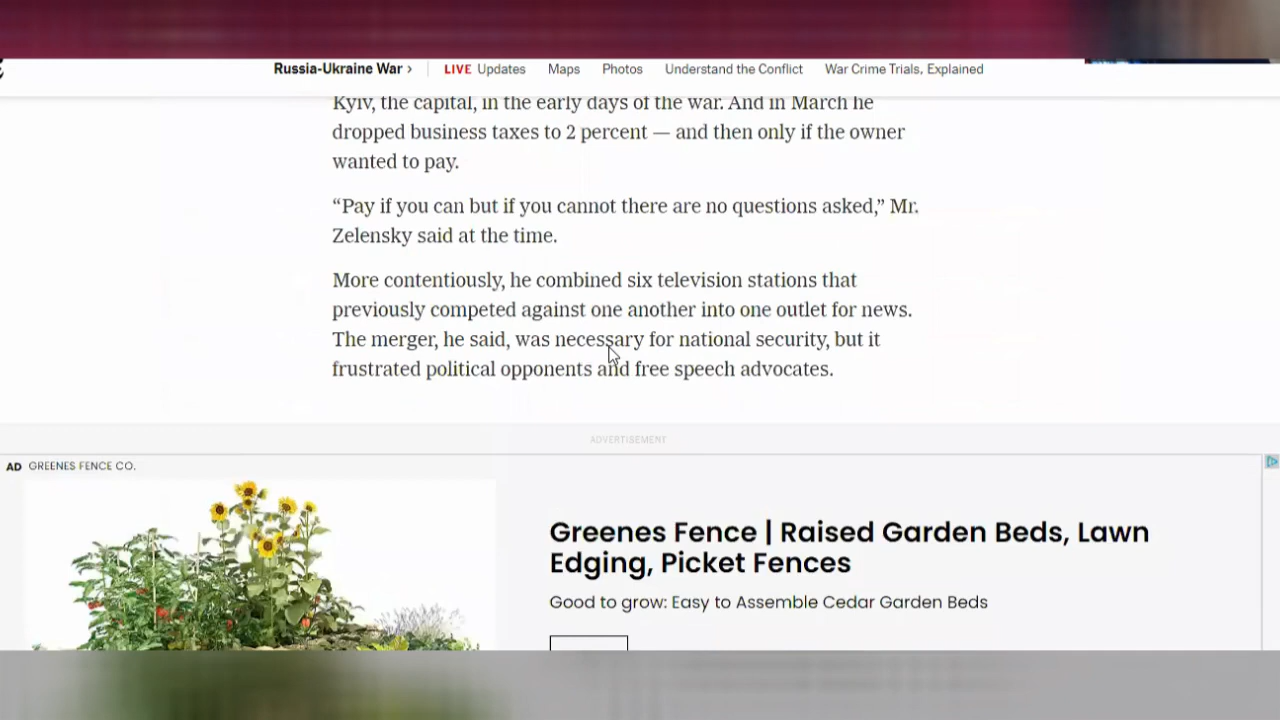 Russia-Ukraine War › LIVE Updates Maps Photos Understand the Conflict War Crime Trials, Explained
Kyiv, the capital, in the early days of the war. And in March he
dropped business taxes to 2 percent — and then only if the owner
wanted to pay.
“Pay if you can but if you cannot there are no questions asked,” Mr.
Zelensky said at the time.
More contentiously, he combined six television stations that
previously competed against one another into one outlet for news.
The merger, he said, was necessary for national security, but it
frustrated political opponents and free speech advocates.
ADVERTISEMENT
AD GREENES FENCE CO.
Greenes Fence | Raised Garden Beds, Lawn
Edging, Picket Fences
Good to grow: Easy to Assemble Cedar Garden Beds